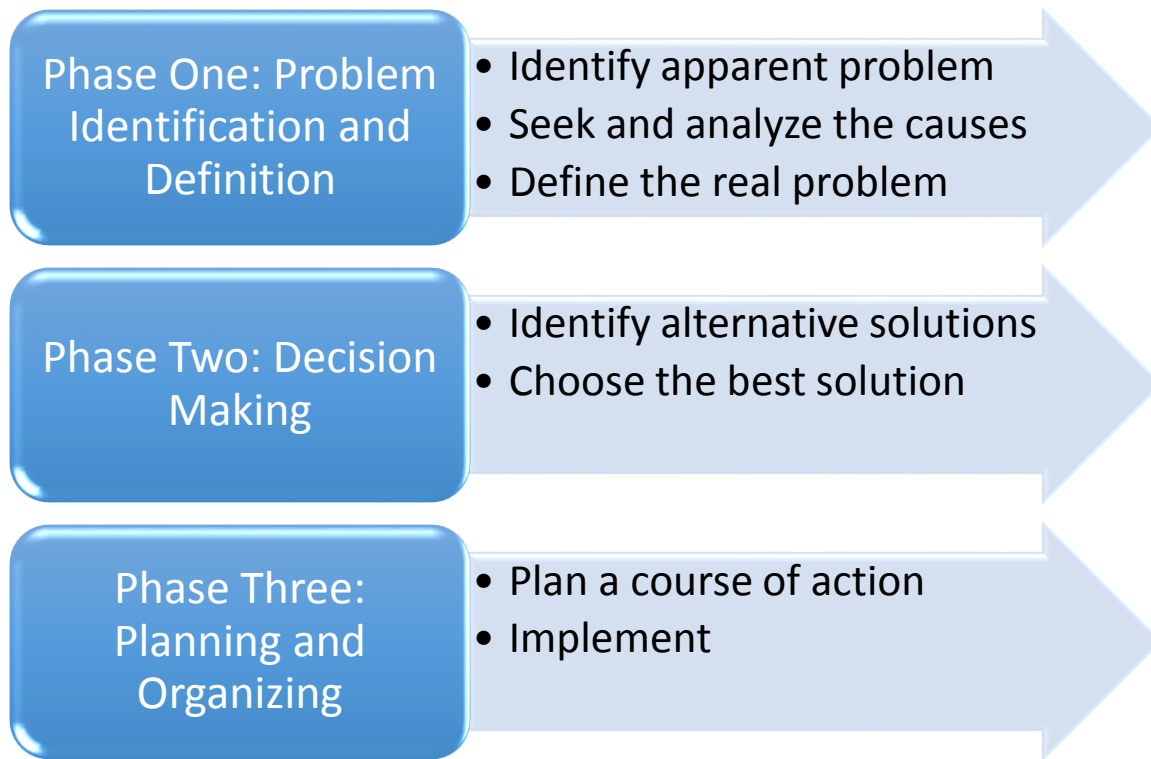 Phase One: Problem
Identification and
Definition
• Identify apparent problem
• Seek and analyze the causes
• Define the real problem
Phase Two: Decision
Making
• Identify alternative solutions
• Choose the best solution
Phase Three:
Planning and
Organizing
• Plan a course of action
• Implement